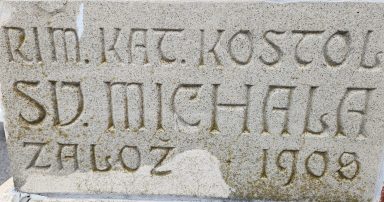 RIM. KAT. KOSTOL
SV. MICHALA
ZALOŽ. 1908